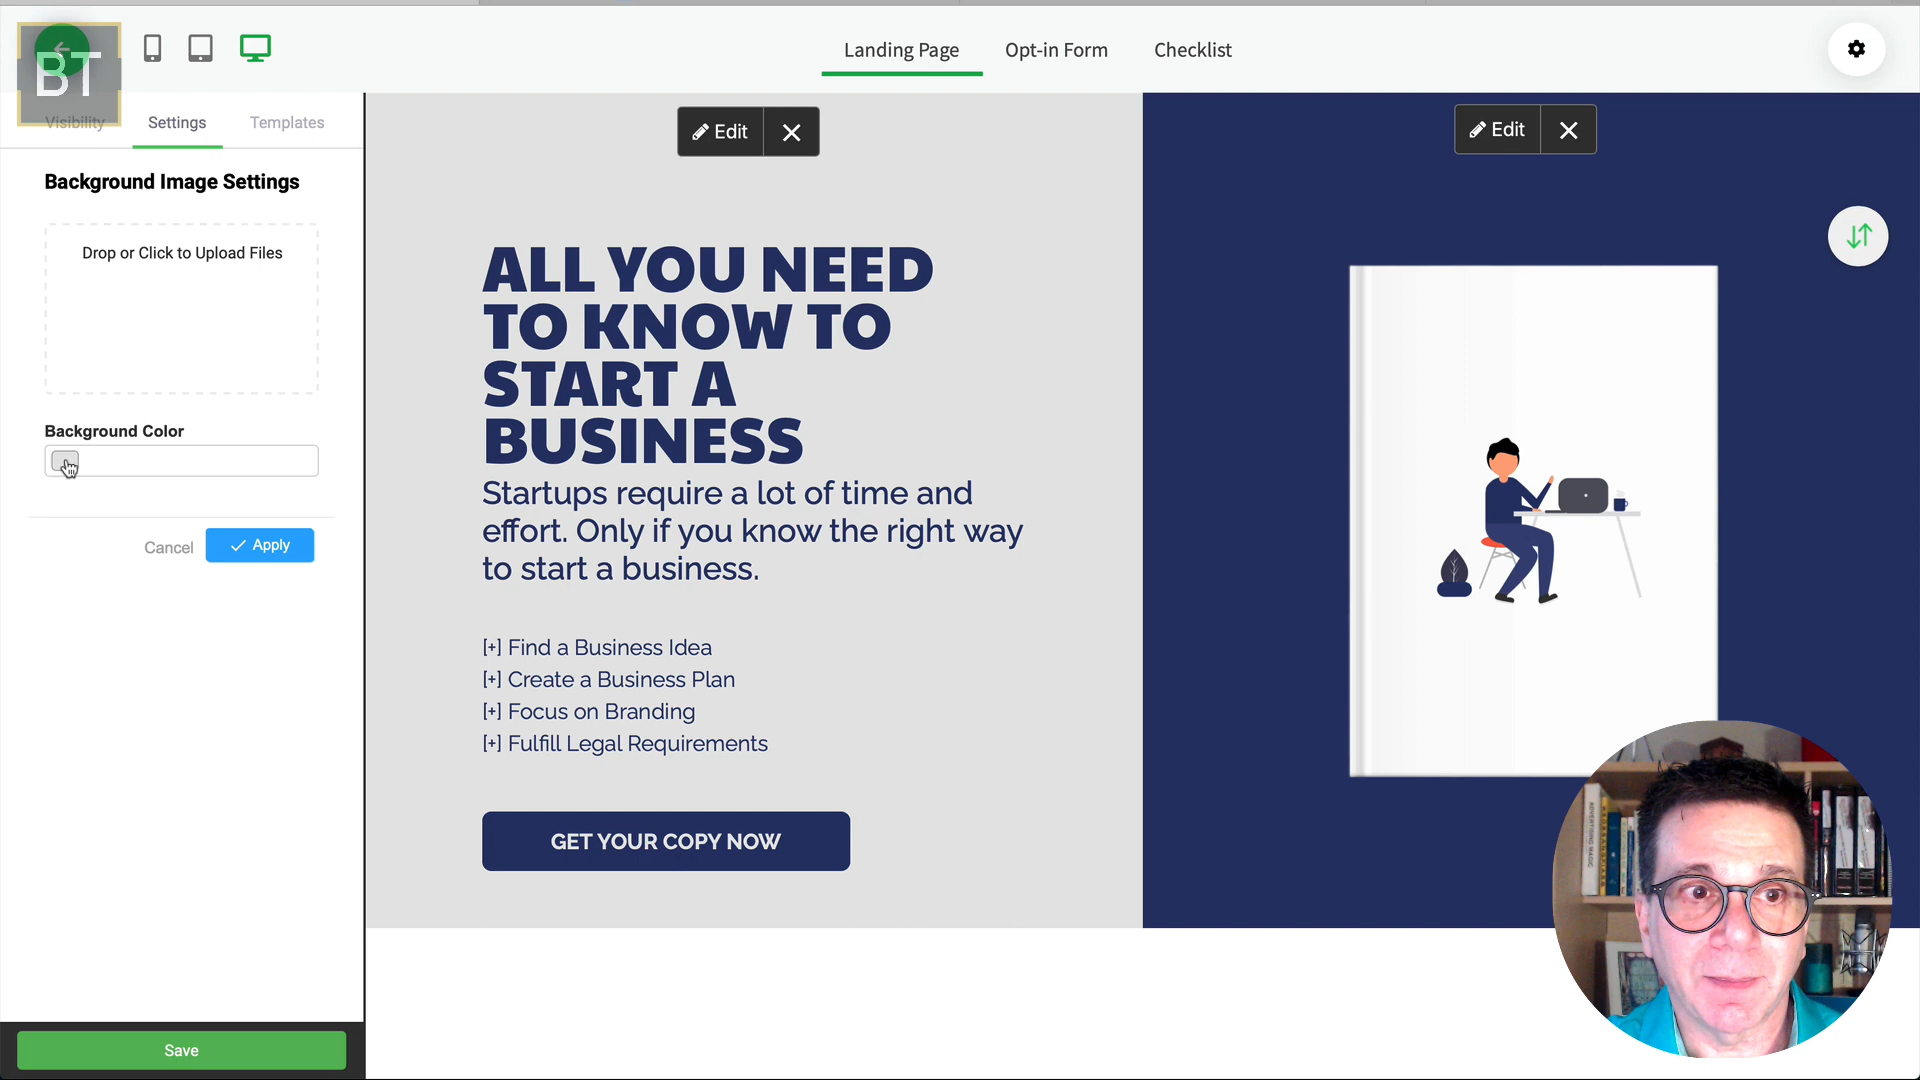 BT
Landing Page
Opt-in Form
Checklist
Visibility
Settings
Templates
Edit
Edit
Background Image Settings
Drop or Click to Upload Files
Background Color
Cancel
Apply
Save
ALL YOU NEED
TO KNOW TO
START A
BUSINESS
Startups require a lot of time and
effort. Only if you know the right way
to start a business.
[+] Find a Business Idea
[+] Create a Business Plan
[+] Focus on Branding
[+] Fulfill Legal Requirements
GET YOUR COPY NOW
ADVERTISING MAGIC